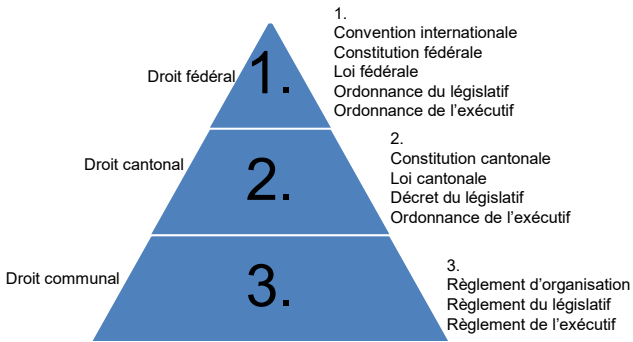 1.
Convention internationale
Constitution fédérale
Loi fédérale
Ordonnance du législatif
Ordonnance de l’exécutif
Droit fédéral
1.
2.
Constitution cantonale
Loi cantonale
Décret du législatif
Ordonnance de l’exécutif
Droit cantonal
2.
3.
Règlement d’organisation
Règlement du législatif
Règlement de l’exécutif
Droit communal
3.